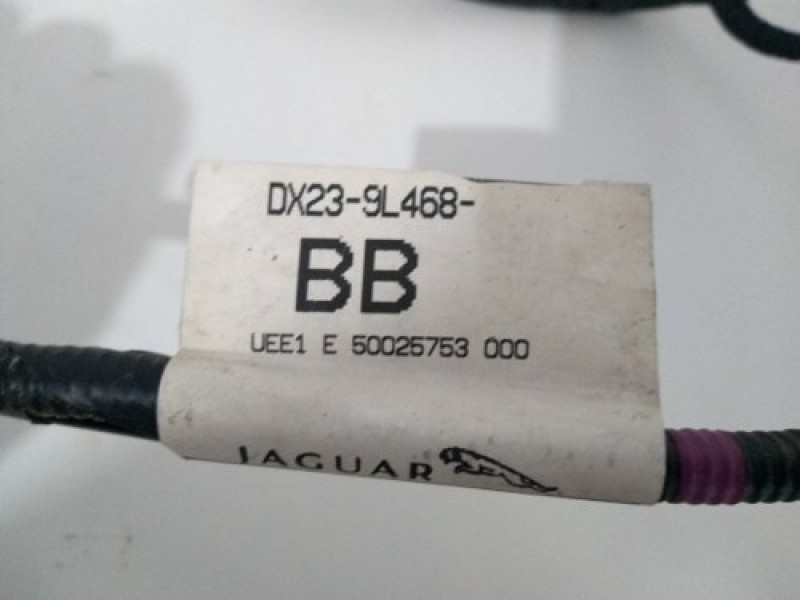 DX23-9L468-
BB
UEE1 E 50025753 000
JAGUAR